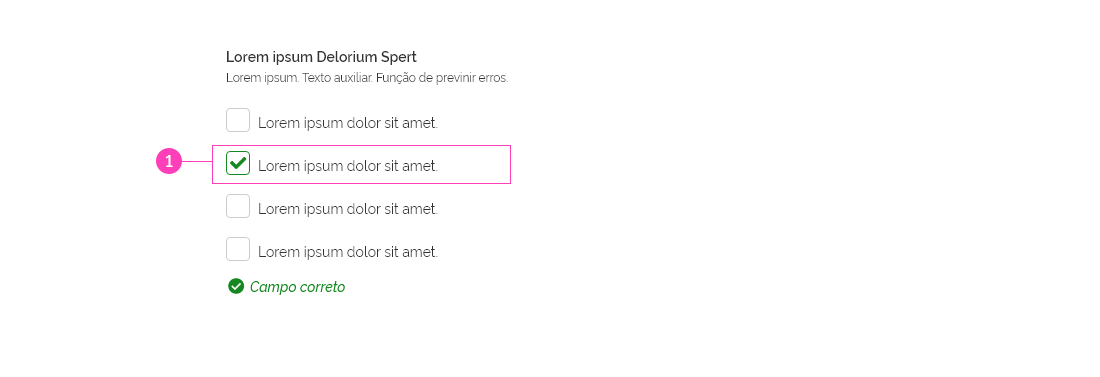 Lorem ipsum Delorium Spert
Lorem ipsum. Texto auxiliar. Função de previnir erros.
Lorem ipsum dolor sit amet.
1
Lorem ipsum dolor sit amet.
Lorem ipsum dolor sit amet.
Lorem ipsum dolor sit amet.
Campo correto